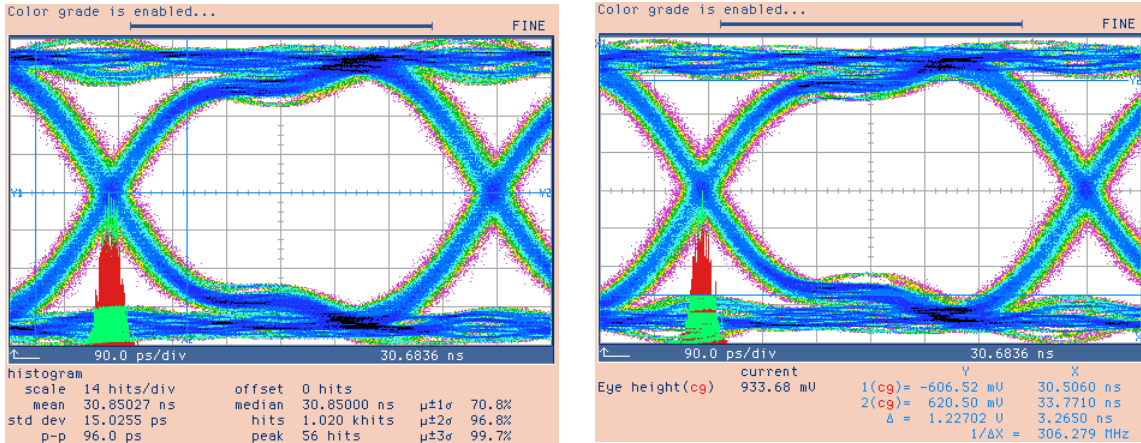 Color grade is enabled...
FINE
Y1
Y2
90.0 ps/div
30.6836 ns
histogram
scale 14 hits/div offset 0 hits
mean 30.85027 ns median 30.85000 ns µ±1σ 70.8%
std dev 15.0255 ps hits 1.020 khits µ±2σ 96.8%
p-p 96.0 ps peak 56 hits µ±3σ 99.7%
Color grade is enabled...
FINE
90.0 ps/div
30.6836 ns
current Y X
Eye height(cg) 933.68 mV 1(cg)= -606.52 mV 30.5060 ns
2(cg)= 620.50 mV 33.7710 ns
Δ = 1.22702 V 3.2650 ns
1/ΔX = 306.279 MHz